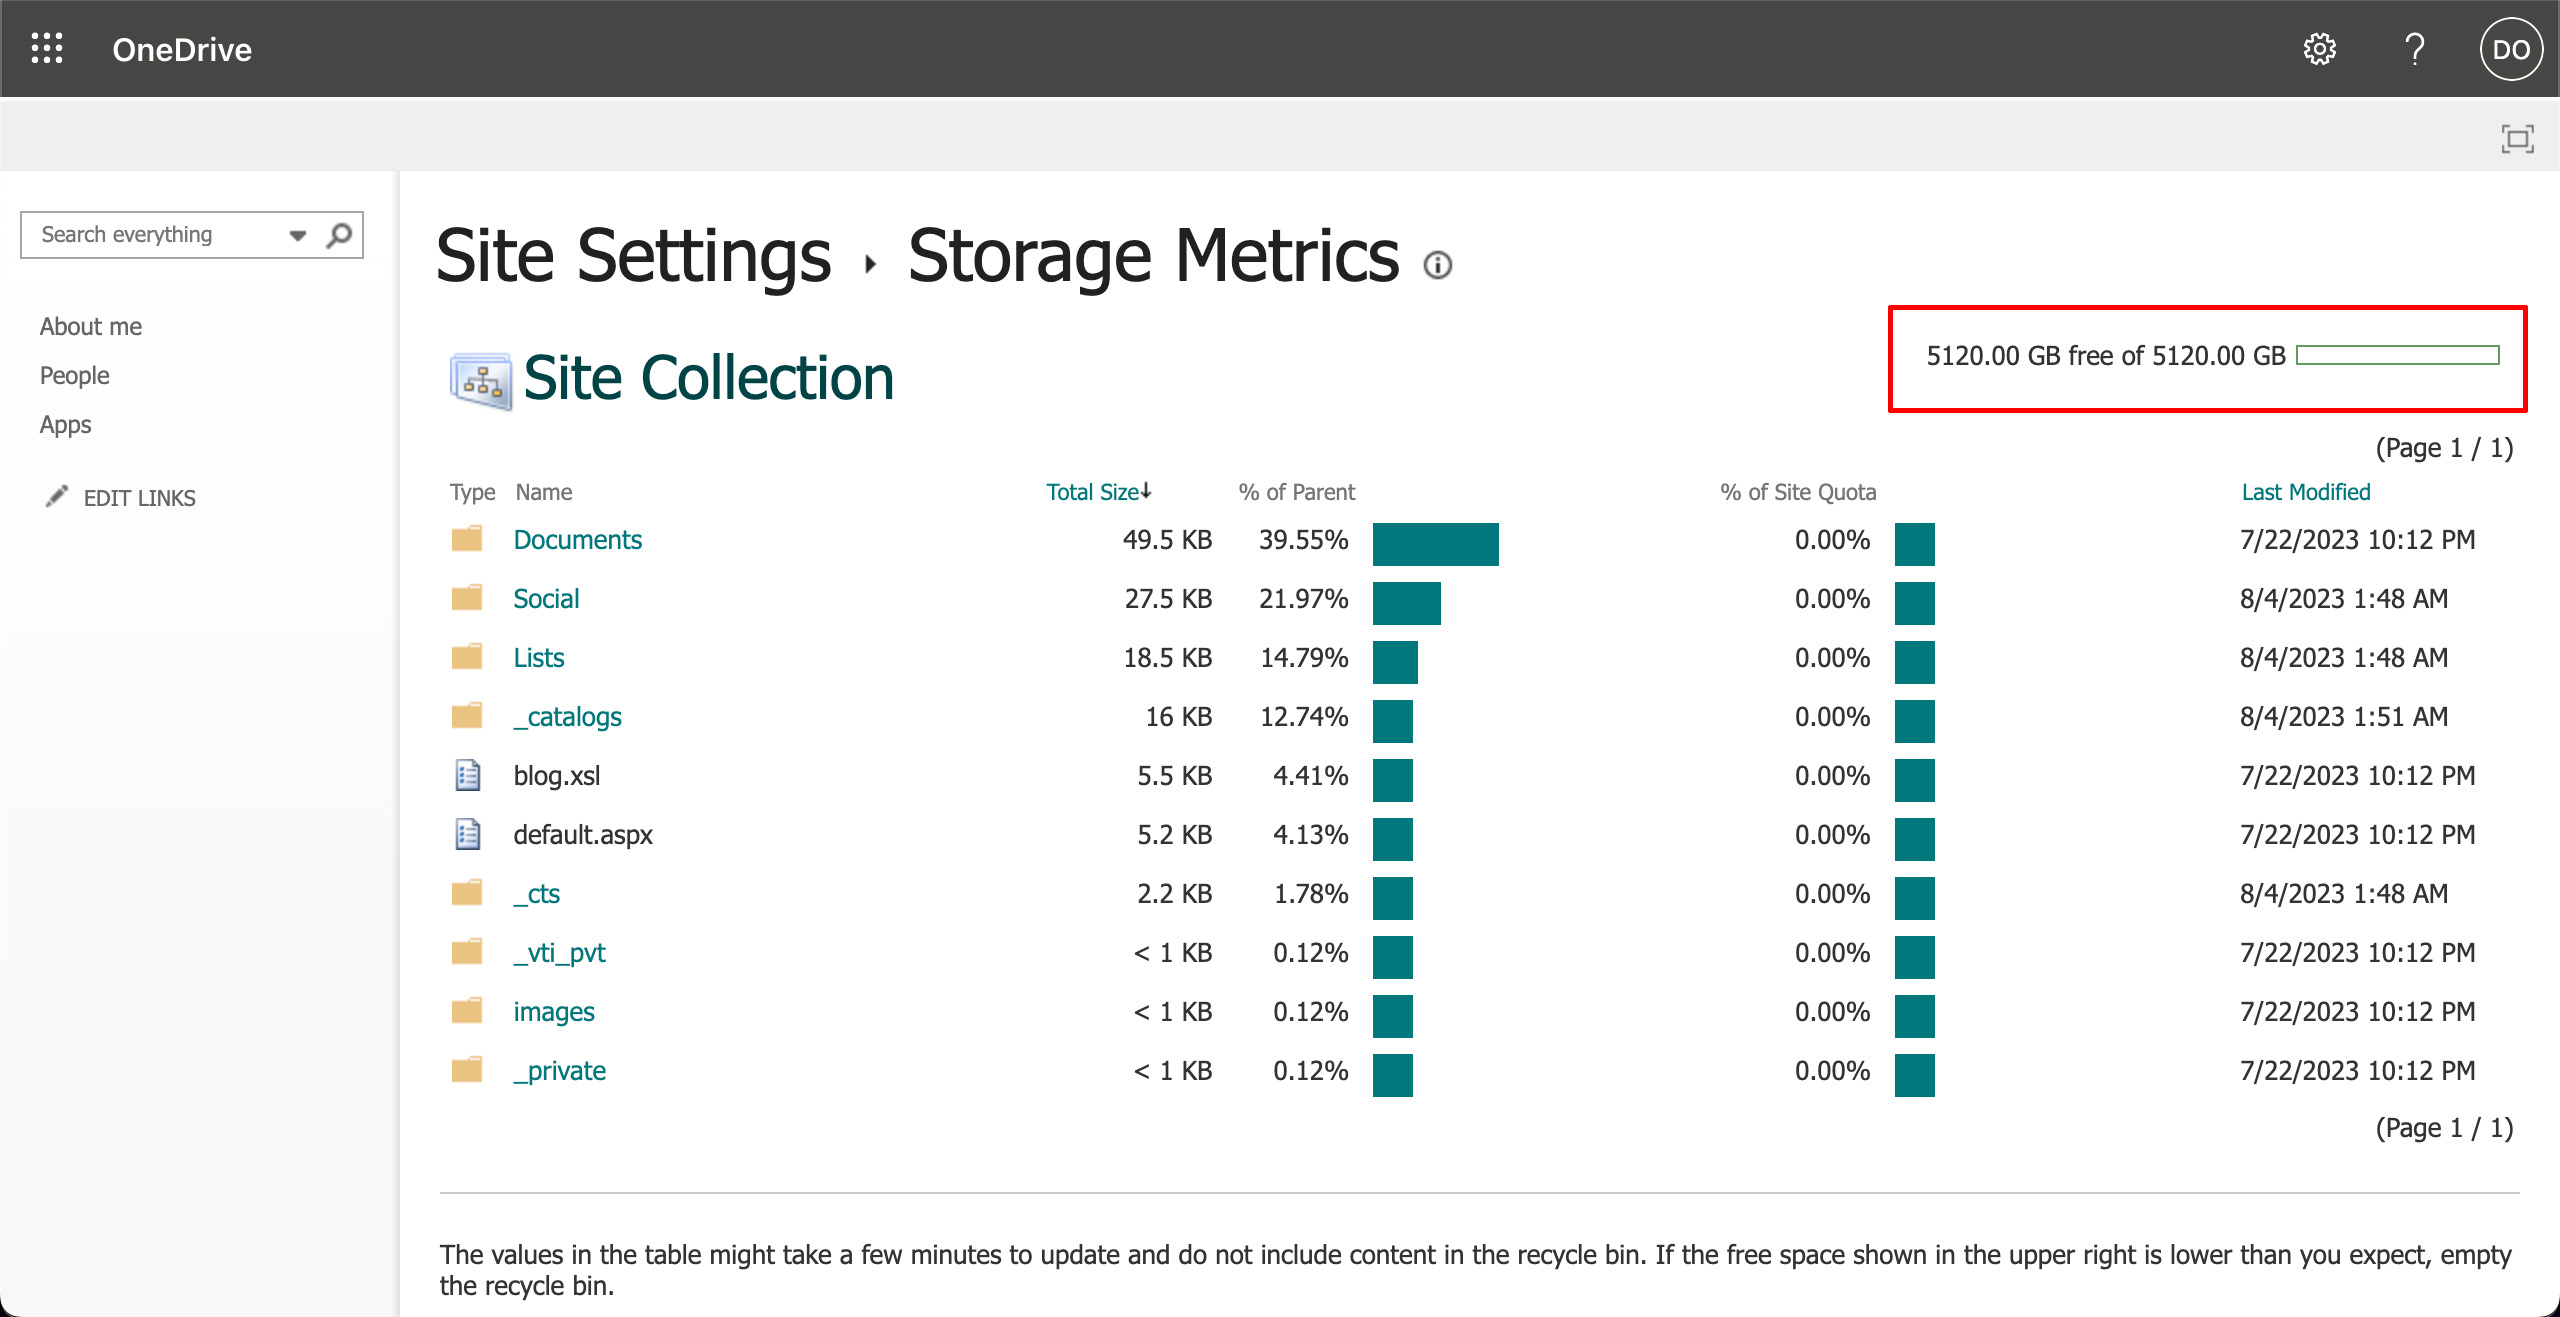 OneDrive
? DO
Search everything
About me
People
Apps
EDIT LINKS
Site Settings ▸ Storage Metrics
Site Collection
5120.00 GB free of 5120.00 GB
(Page 1 / 1)
Type Name Total Size↓ % of Parent % of Site Quota Last Modified
Documents 49.5 KB 39.55% 0.00% 7/22/2023 10:12 PM
Social 27.5 KB 21.97% 0.00% 8/4/2023 1:48 AM
Lists 18.5 KB 14.79% 0.00% 8/4/2023 1:48 AM
_catalogs 16 KB 12.74% 0.00% 8/4/2023 1:51 AM
blog.xsl 5.5 KB 4.41% 0.00% 7/22/2023 10:12 PM
default.aspx 5.2 KB 4.13% 0.00% 7/22/2023 10:12 PM
_cts 2.2 KB 1.78% 0.00% 8/4/2023 1:48 AM
_vti_pvt < 1 KB 0.12% 0.00% 7/22/2023 10:12 PM
images < 1 KB 0.12% 0.00% 7/22/2023 10:12 PM
_private < 1 KB 0.12% 0.00% 7/22/2023 10:12 PM
(Page 1 / 1)
The values in the table might take a few minutes to update and do not include content in the recycle bin. If the free space shown in the upper right is lower than you expect, empty
the recycle bin.